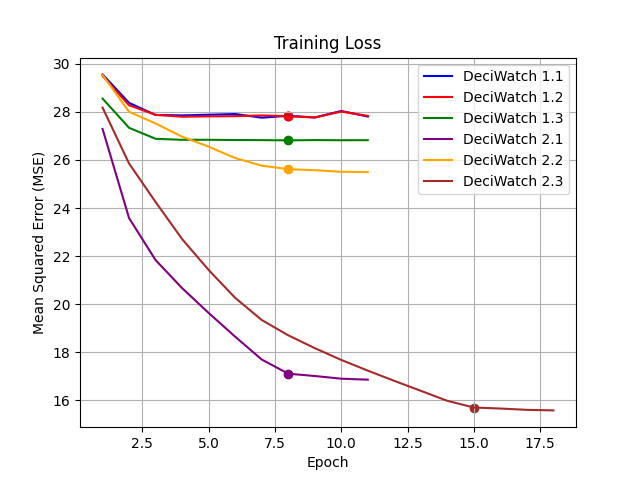 Training Loss
Mean Squared Error (MSE)
30
28
26
24
22
20
18
16
DeciWatch 1.1
DeciWatch 1.2
DeciWatch 1.3
DeciWatch 2.1
DeciWatch 2.2
DeciWatch 2.3
2.5 5.0 7.5 10.0 12.5 15.0 17.5
Epoch